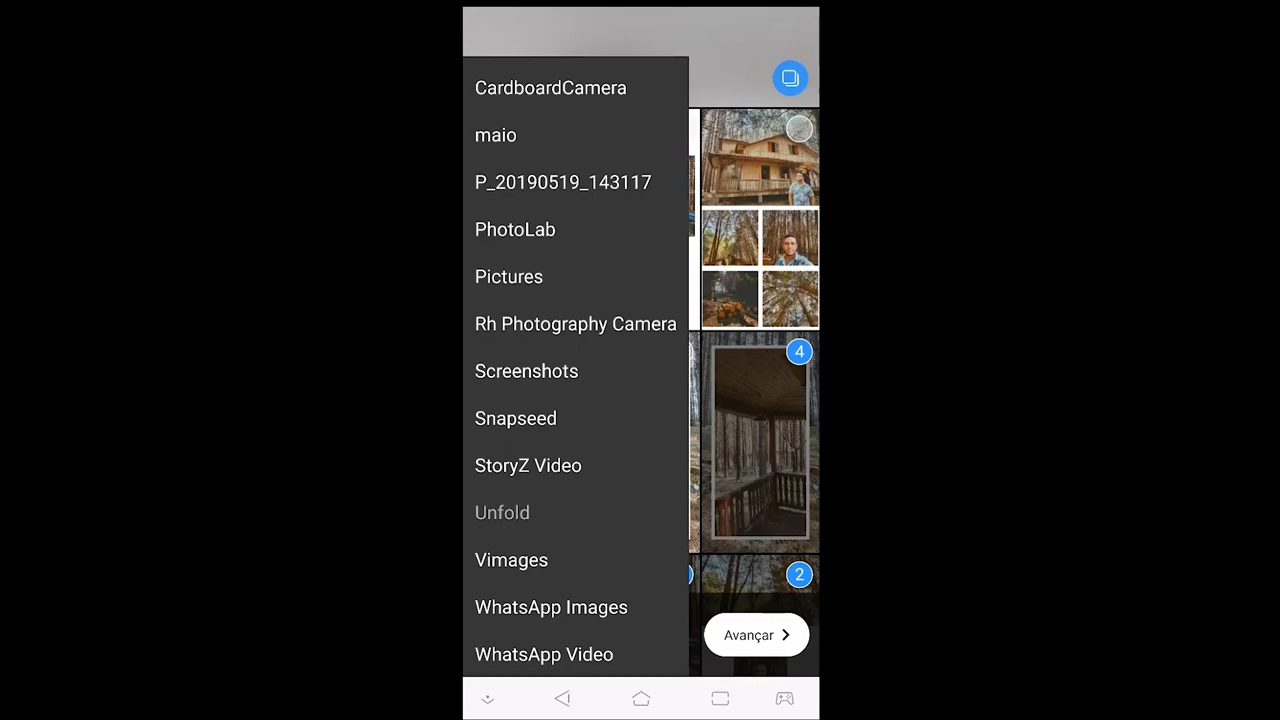 CardboardCamera
maio
P_20190519_143117
PhotoLab
Pictures
Rh Photography Camera
Screenshots
4
Snapseed
StoryZ Video
Unfold
Vimages
2
WhatsApp Images
Avançar
WhatsApp Video